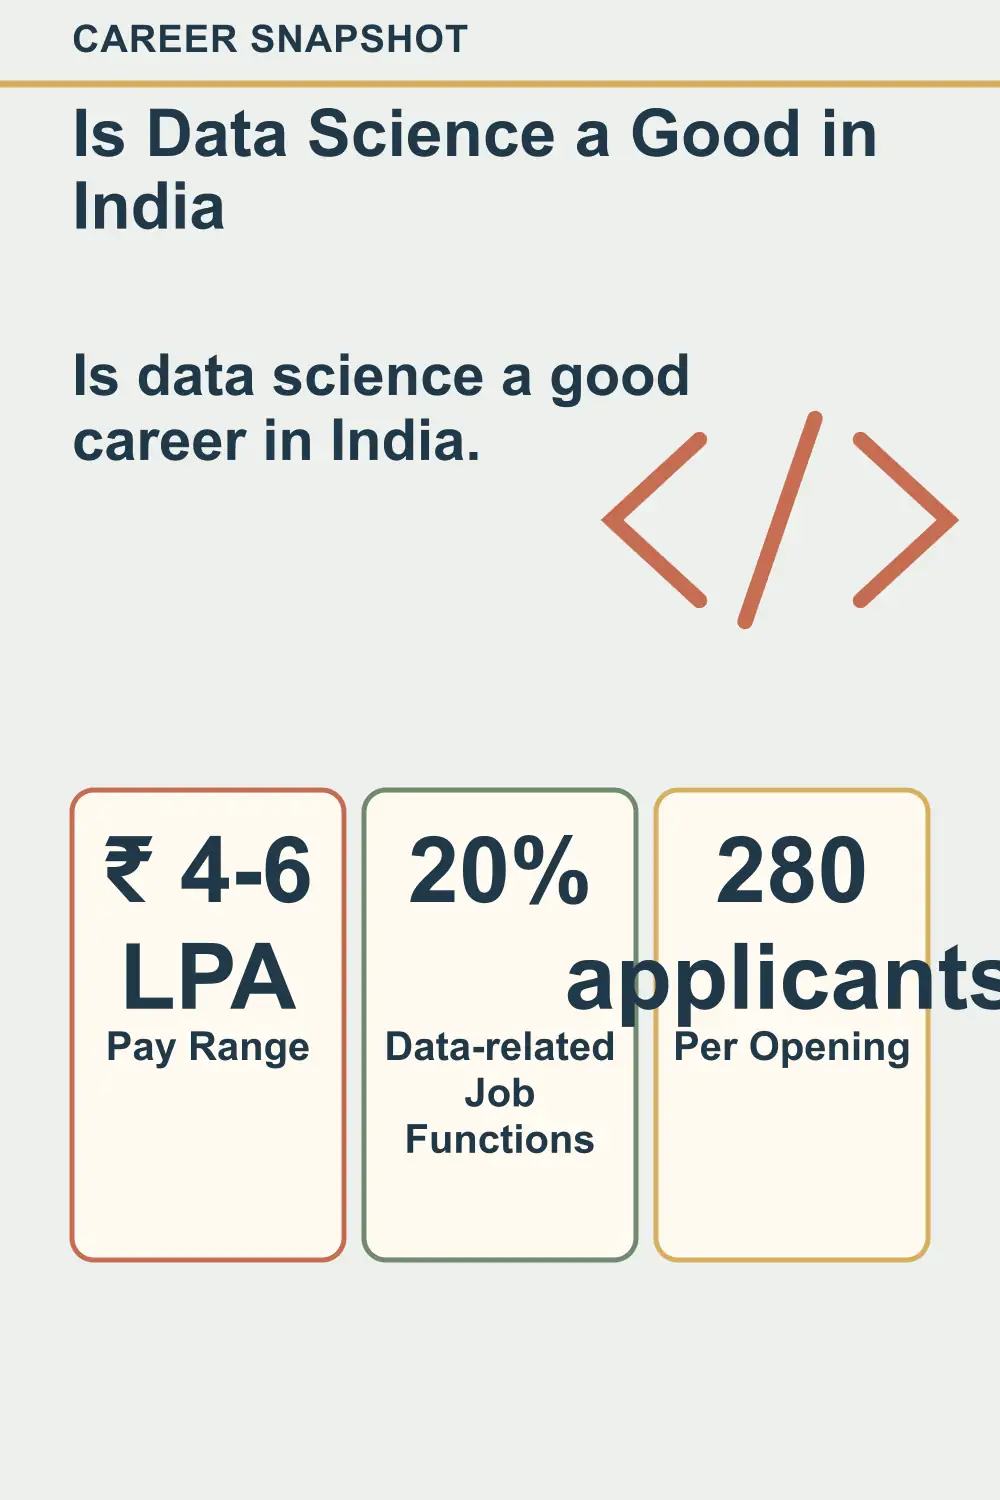 CAREER SNAPSHOT
Is Data Science a Good in
India
Is data science a good
career in India.
₹ 4-6
LPA
Pay Range
20%
Data-related
Job
Functions
280
applicants
Per Opening